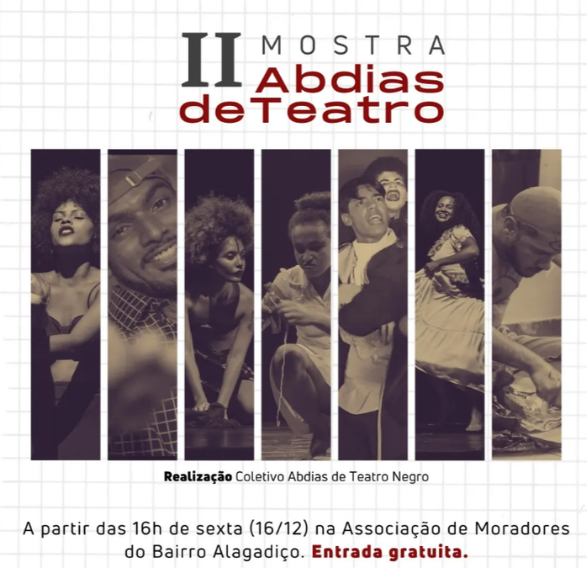 II MOSTRA
Abdias
deTeatro
Realização Coletivo Abdias de Teatro Negro
A partir das 16h de sexta (16/12) na Associação de Moradores
do Bairro Alagadiço. Entrada gratuita.